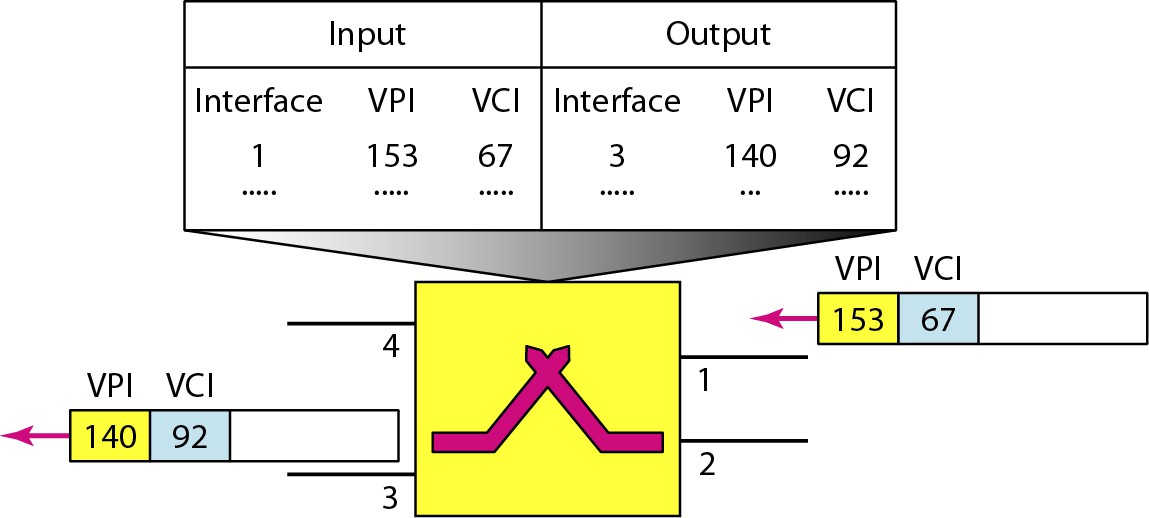 Input Output
Interface VPI VCI Interface VPI VCI
1 153 67 3 140 92
..... ..... ..... ..... ... .....
VPI VCI
153 67
4
1
VPI VCI
140 92
2
3